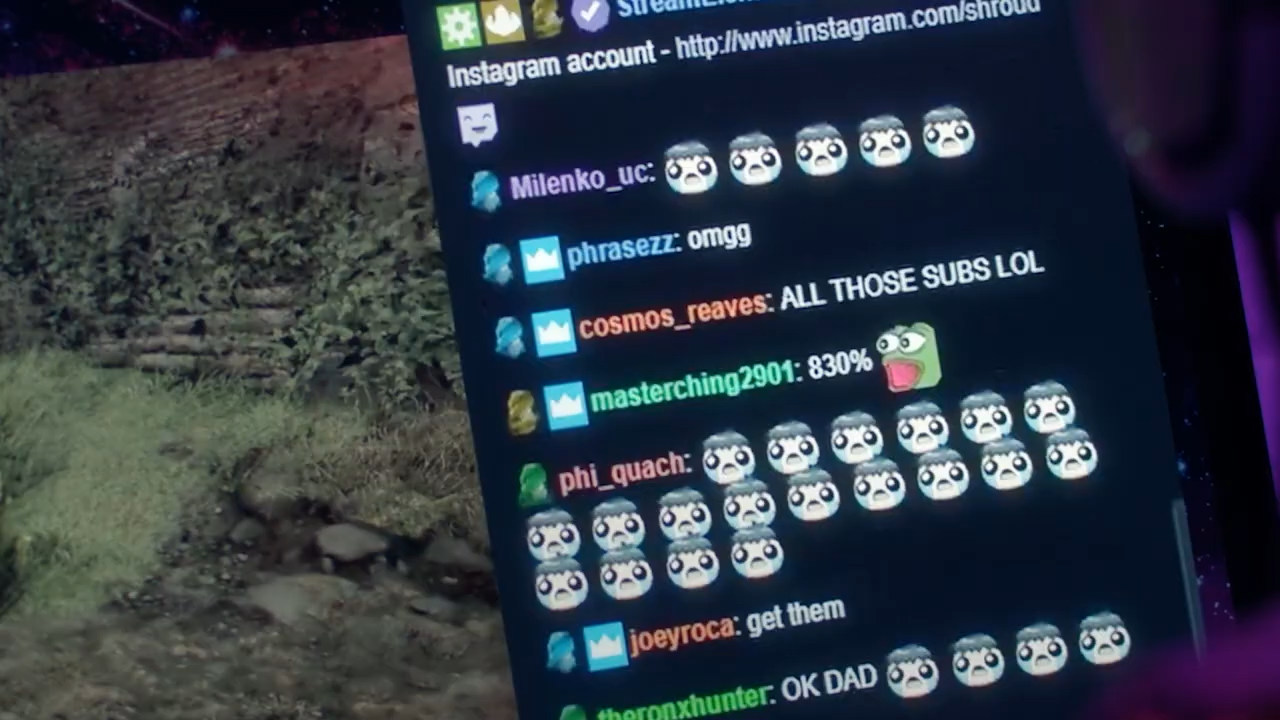 Instagram account - http://www.instagram.com/shroud
Milenko_uc:
phrasezz: omgg
cosmos_reaves: ALL THOSE SUBS LOL
masterching2901: 830%
phi_quach:
joeyroca: get them
theronxhunter: OK DAD